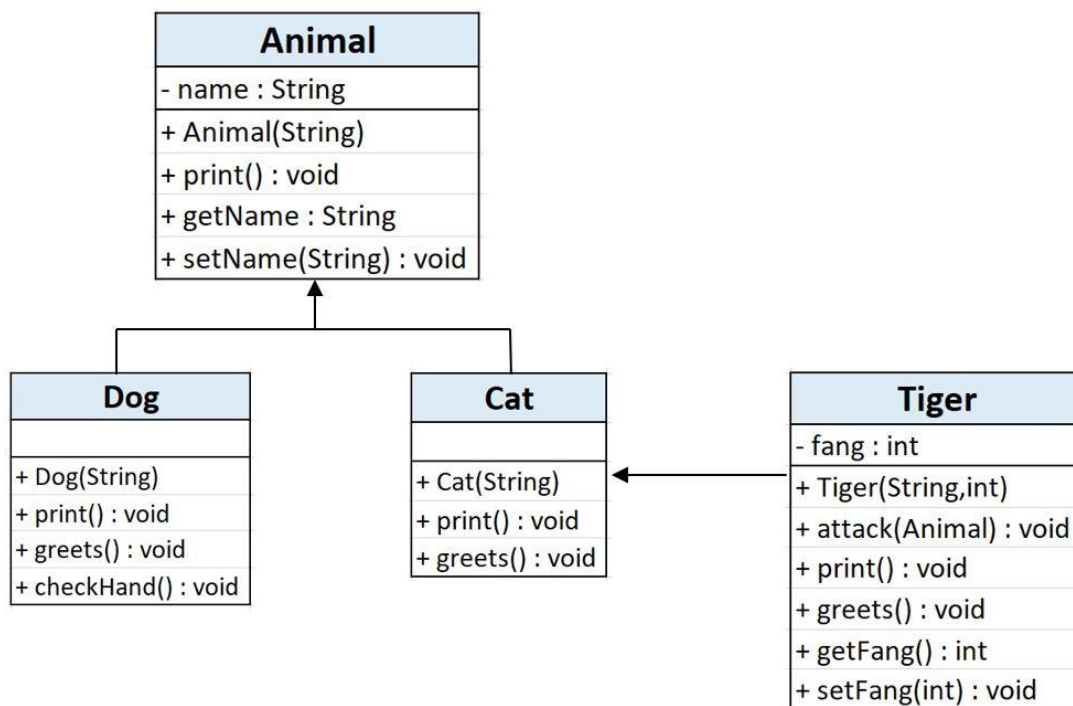 Animal
- name : String
+ Animal(String)
+ print() : void
+ getName : String
+ setName(String) : void
Dog
+ Dog(String)
+ print() : void
+ greets() : void
+ checkHand() : void
Cat
+ Cat(String)
+ print() : void
+ greets() : void
Tiger
- fang : int
+ Tiger(String,int)
+ attack(Animal) : void
+ print() : void
+ greets() : void
+ getFang() : int
+ setFang(int) : void